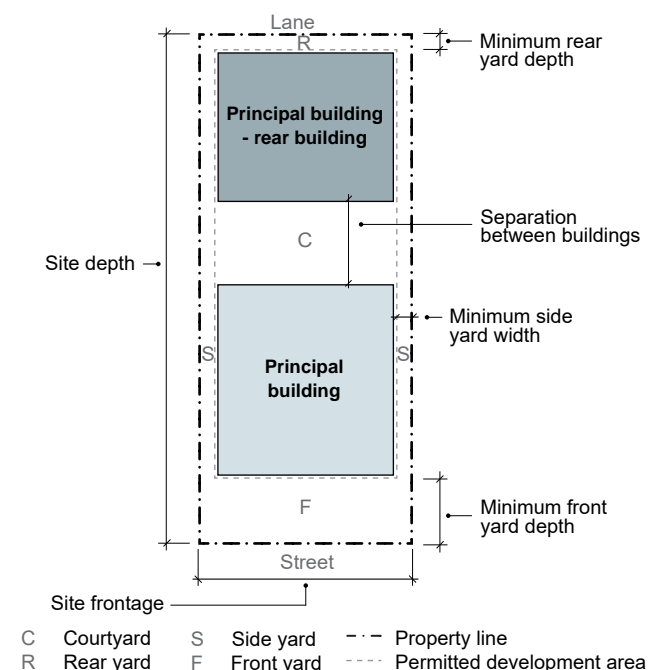 Lane
R
Minimum rear
yard depth
Principal building
- rear building
Separation
between buildings
C
Site depth
Minimum side
yard width
S
S
Principal
building
F
Minimum front
yard depth
Street
Site frontage
C Courtyard S Side yard Property line
R Rear yard F Front yard Permitted development area